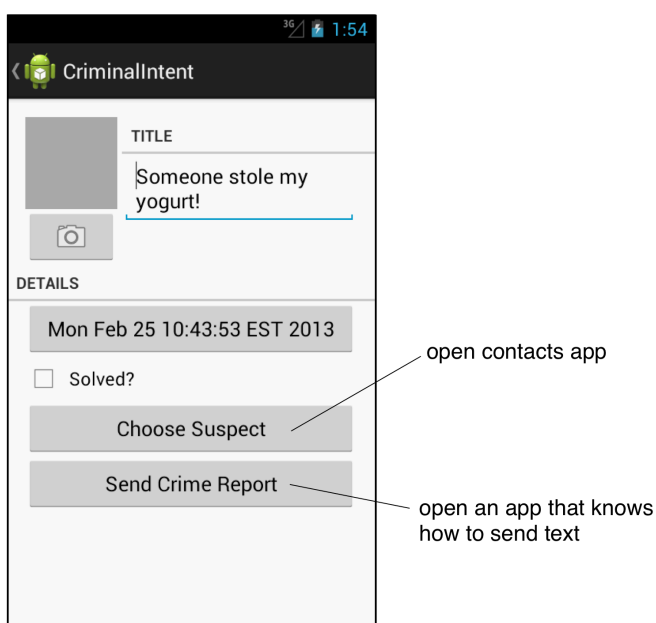 3G 1:54
CriminalIntent
TITLE
Someone stole my
yogurt!
DETAILS
Mon Feb 25 10:43:53 EST 2013
Solved?
Choose Suspect
Send Crime Report
open contacts app
open an app that knows
how to send text